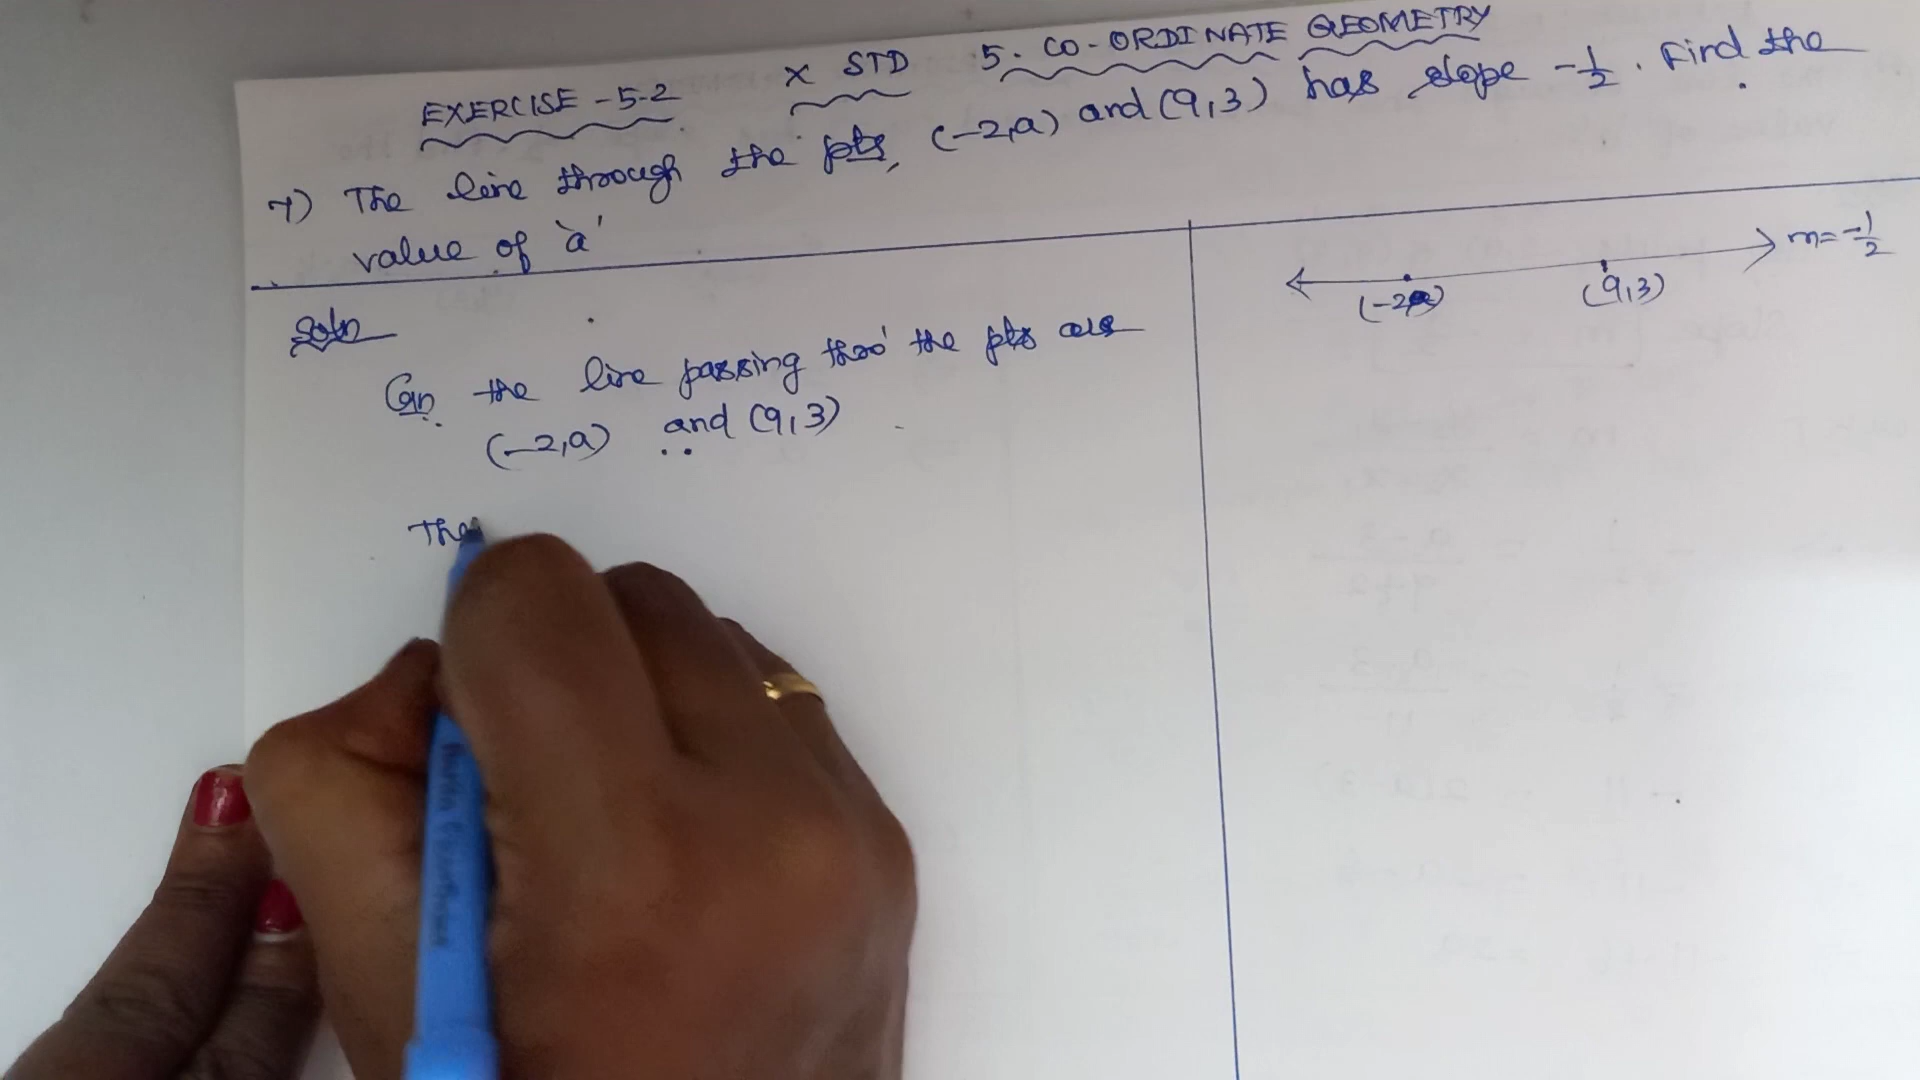 EXERCISE - 5.2 X STD 5. CO-ORDINATE GEOMETRY
7) The line through the pts, (-2,a) and (9,3) has slope -1/2. Find the
value of 'a'
Soln
Gn the line passing thro' the pts are
(-2,a) and (9,3)
The
(-2,a) (9,3) m=-1/2